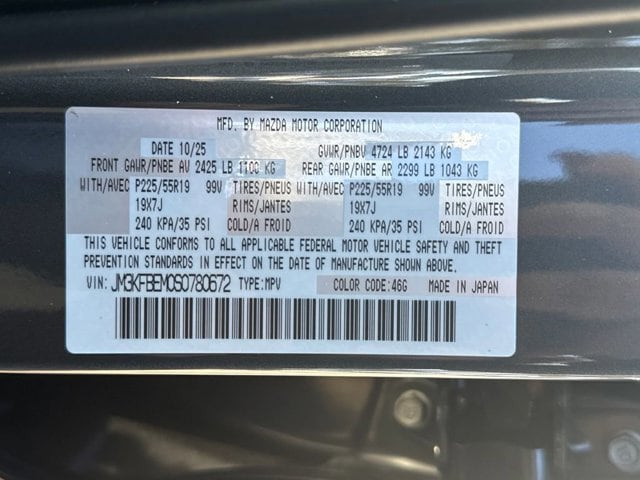 MFD. BY MAZDA MOTOR CORPORATION
DATE 10/25 GVWR/PNBV 4724 LB 2143 KG
FRONT GAWR/PNBE AV 2425 LB 1100 KG REAR GAWR/PNBE AR 2299 LB 1043 KG
WITH/AVEC P225/55R19 99V TIRES/PNEUS WITH/AVEC P225/55R19 99V TIRES/PNEUS
19X7J RIMS/JANTES 19X7J RIMS/JANTES
240 KPA/35 PSI COLD/A FROID 240 KPA/35 PSI COLD/A FROID
THIS VEHICLE CONFORMS TO ALL APPLICABLE FEDERAL MOTOR VEHICLE SAFETY AND THEFT
PREVENTION STANDARDS IN EFFECT ON THE DATE OF MANUFACTURE SHOWN ABOVE.
VIN: JM3KFBEM0S0780672 TYPE:MPV COLOR CODE:46G MADE IN JAPAN